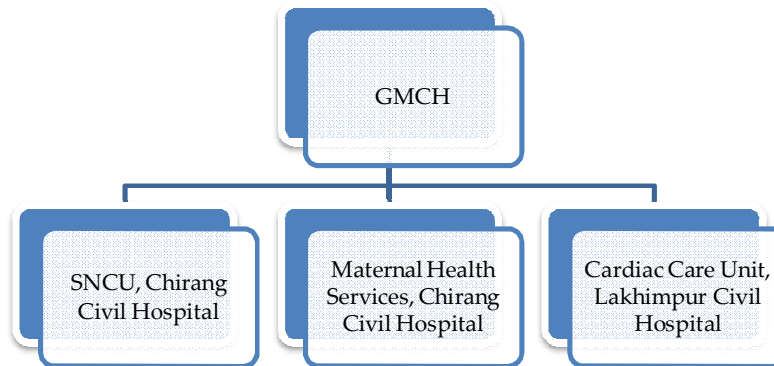 GMCH
SNCU, Chirang
Civil Hospital
Maternal Health
Services, Chirang
Civil Hospital
Cardiac Care Unit,
Lakhimpur Civil
Hospital